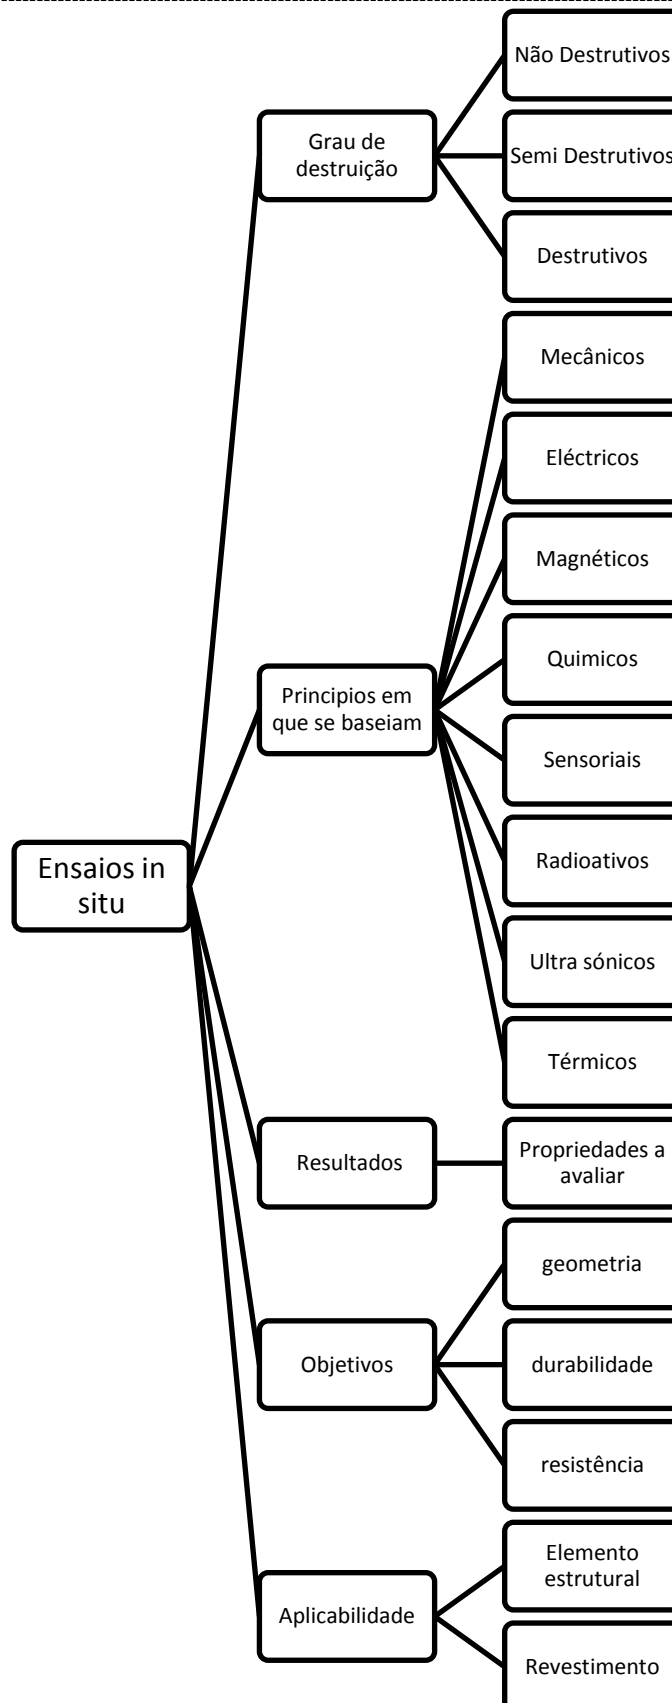 Ensaios in
situ
Grau de
destruição
Não Destrutivos
Semi Destrutivos
Destrutivos
Principios em
que se baseiam
Mecânicos
Eléctricos
Magnéticos
Quimicos
Sensoriais
Radioativos
Ultra sónicos
Térmicos
Resultados
Propriedades a
avaliar
Objetivos
geometria
durabilidade
resistência
Aplicabilidade
Elemento
estrutural
Revestimento